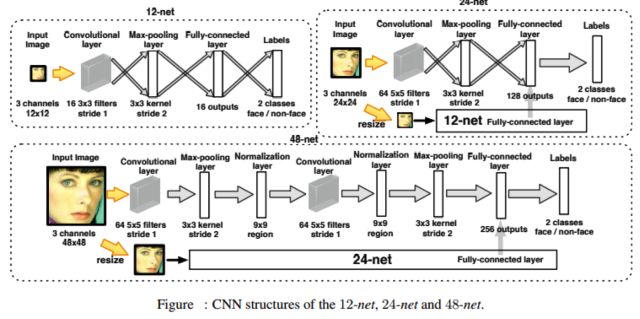 12-net
Input Image
Convolutional layer
Max-pooling layer
Fully-connected layer
Labels
3 channels 12x12
16 3x3 filters stride 1
3x3 kernel stride 2
16 outputs
2 classes face / non-face
24-net
Input Image
Convolutional layer
Max-pooling layer
Fully-connected layer
Labels
3 channels 24x24
64 5x5 filters stride 1
3x3 kernel stride 2
128 outputs
2 classes face / non-face
resize
12-net Fully-connected layer
48-net
Input Image
Convolutional layer
Max-pooling layer
Normalization layer
Convolutional layer
Normalization layer
Max-pooling layer
Fully-connected layer
Labels
3 channels 48x48
64 5x5 filters stride 1
3x3 kernel stride 2
9x9 region
64 5x5 filters stride 1
9x9 region
3x3 kernel stride 2
256 outputs
2 classes face / non-face
resize
24-net Fully-connected layer
Figure : CNN structures of the 12-net, 24-net and 48-net.